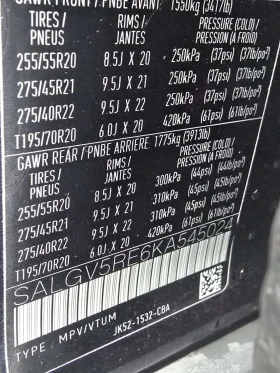 GAWR FRONT / PNBE AVANT 1550kg (3417lb)
TIRES / PNEUS RIMS / JANTES PRESSURE (COLD) / PRESSION (A FROID)
255/55R20 8.5J X 20 250kPa (37psi) (37lb/po²)
275/45R21 9.5J X 21 250kPa (37psi) (37lb/po²)
275/40R22 9.5J X 22 250kPa (37psi) (37lb/po²)
T195/70R20 6.0J X 20 420kPa (61psi) (61lb/po²)
GAWR REAR / PNBE ARRIERE 1775kg (3913lb)
TIRES / PNEUS RIMS / JANTES PRESSURE (COLD) / PRESSION (A FROID)
255/55R20 8.5J X 20 300kPa (44psi) (44lb/po²)
275/45R21 9.5J X 21 310kPa (45psi) (45lb/po²)
275/40R22 9.5J X 22 310kPa (45psi) (45lb/po²)
T195/70R20 6.0J X 20 420kPa (61psi) (61lb/po²)
SALGV5RE6KA545024
TYPE MPV/VTUM JK52-1532-CBA